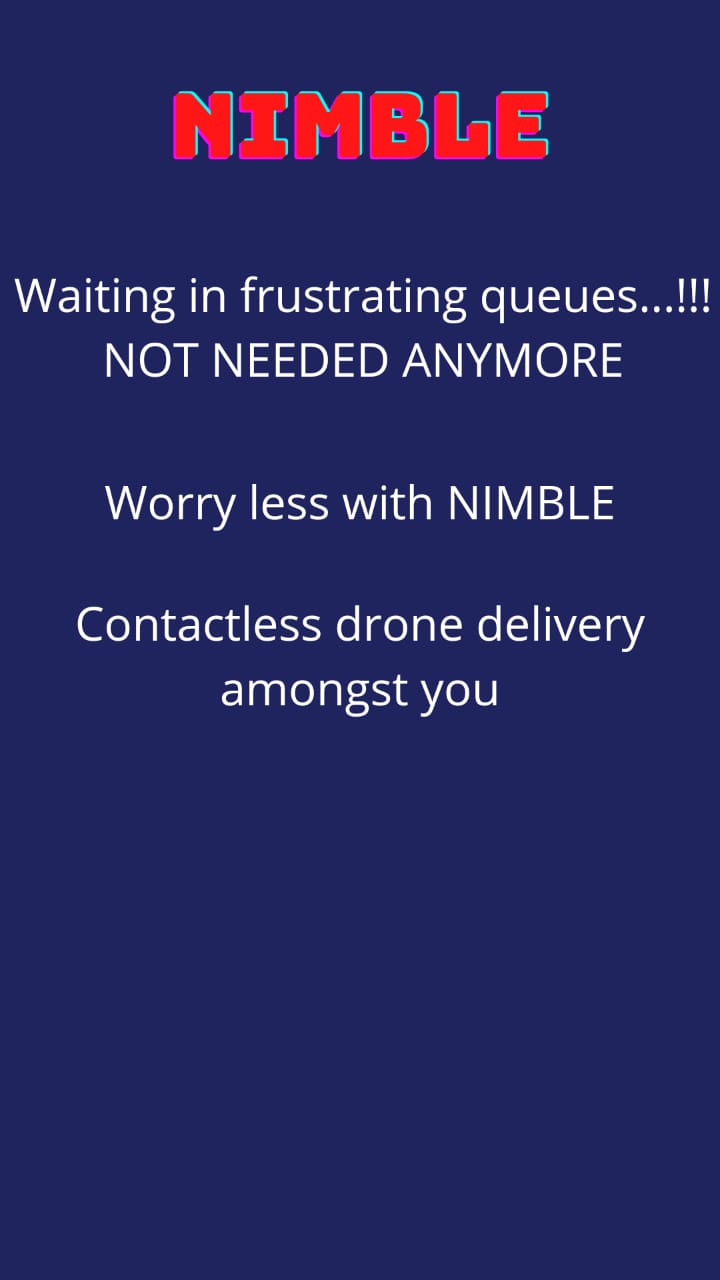 NIMBLE
Waiting in frustrating queues...!!!
NOT NEEDED ANYMORE
Worry less with NIMBLE
Contactless drone delivery
amongst you